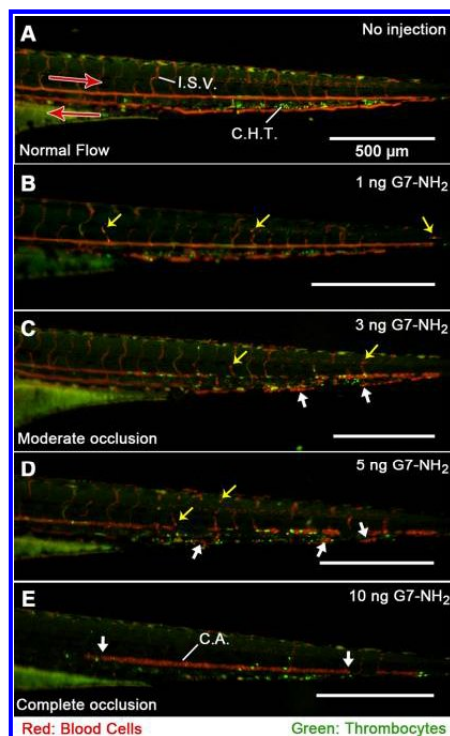 A
No injection
I.S.V.
C.H.T.
Normal Flow
500 µm
B
1 ng G7-NH2
C
3 ng G7-NH2
Moderate occlusion
D
5 ng G7-NH2
E
10 ng G7-NH2
C.A.
Complete occlusion
Red: Blood Cells
Green: Thrombocytes